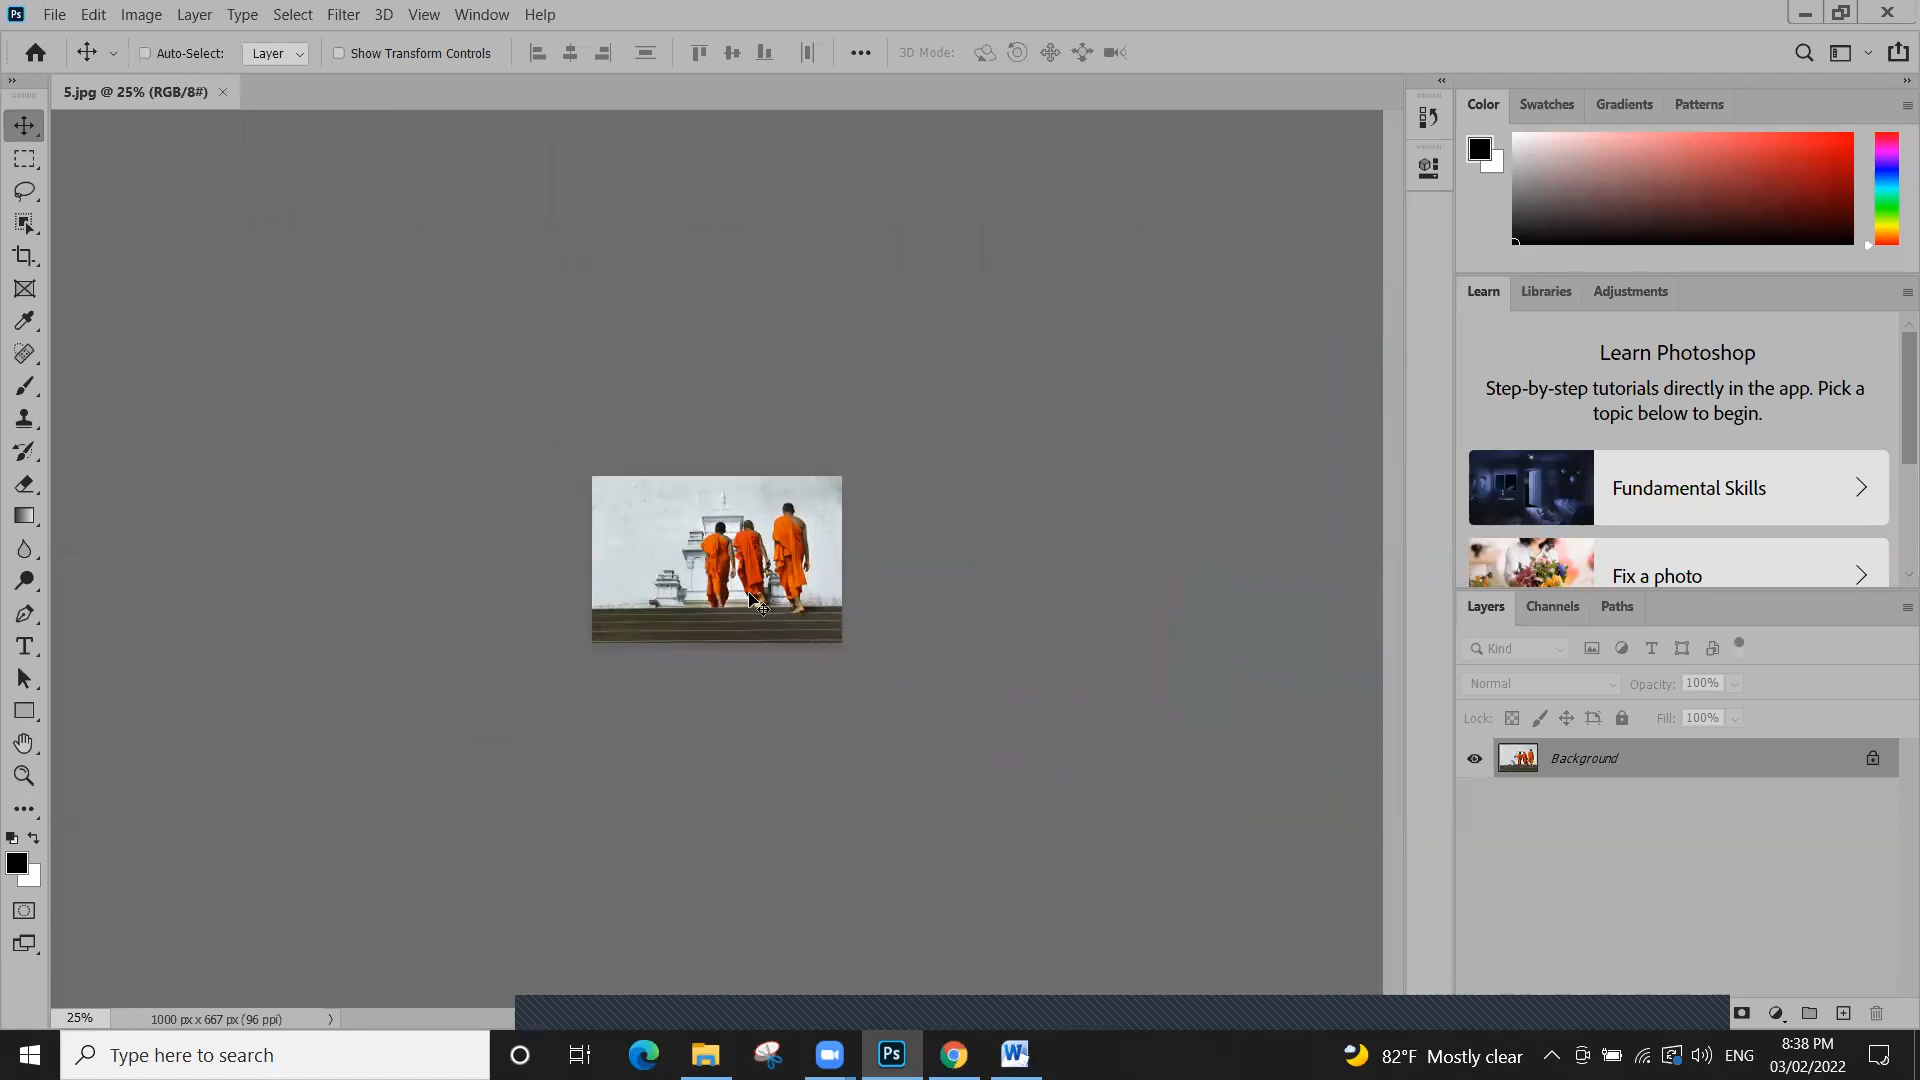 Ps File Edit Image Layer Type Select Filter 3D View Window Help
Auto-Select: Layer Show Transform Controls 3D Mode:
5.jpg @ 25% (RGB/8#)
Color Swatches Gradients Patterns
Learn Libraries Adjustments
Learn Photoshop
Step-by-step tutorials directly in the app. Pick a
topic below to begin.
Fundamental Skills
Fix a photo
Layers Channels Paths
Kind
Normal Opacity: 100%
Lock: Fill: 100%
Background
25% 1000 px x 667 px (96 ppi)
Type here to search
Ps
W
82°F Mostly clear
ENG
8:38 PM
03/02/2022